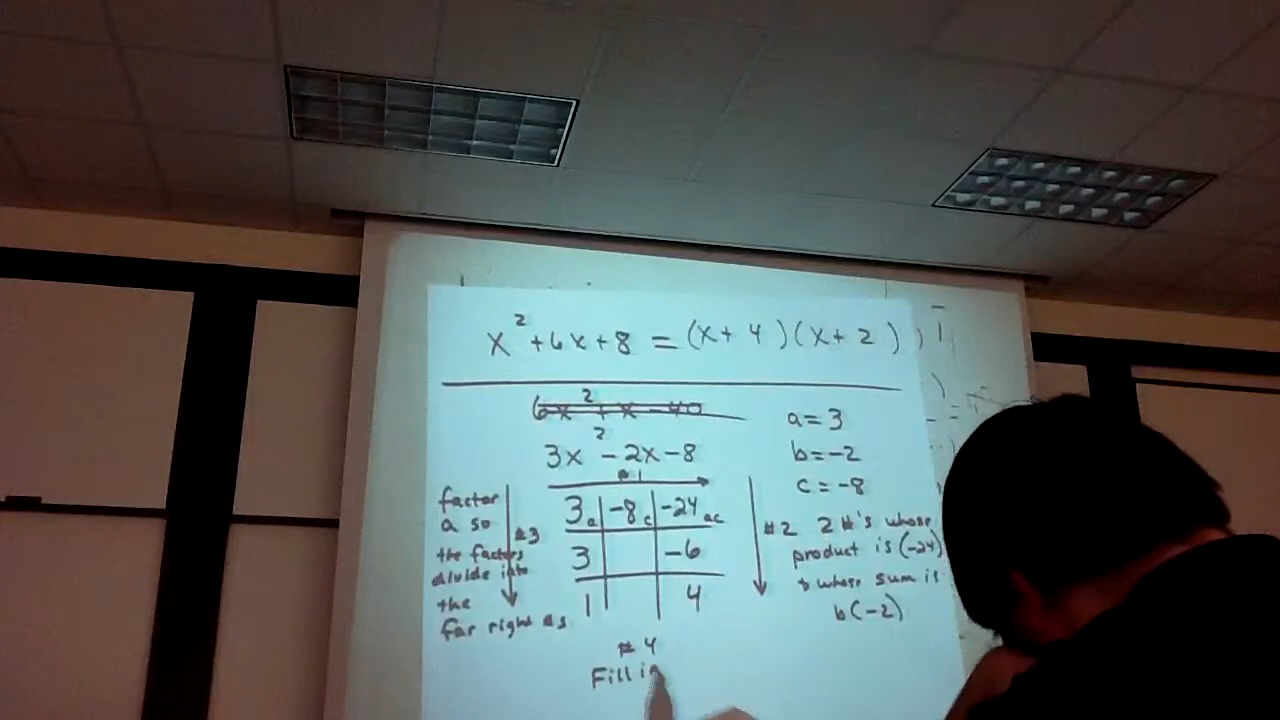 x² + 6x + 8 = (x + 4)(x + 2)
6x² + x - 40
3x² - 2x - 8
a = 3
b = -2
c = -8
#1
3a | -8c | -24ac
3 | | -6
1 | | 4
factor
a so
the factors
divide into
the
far right #s
#3
#2 2 #'s whose
product is (-24)
& whose sum is
b (-2)
#4
Fill in